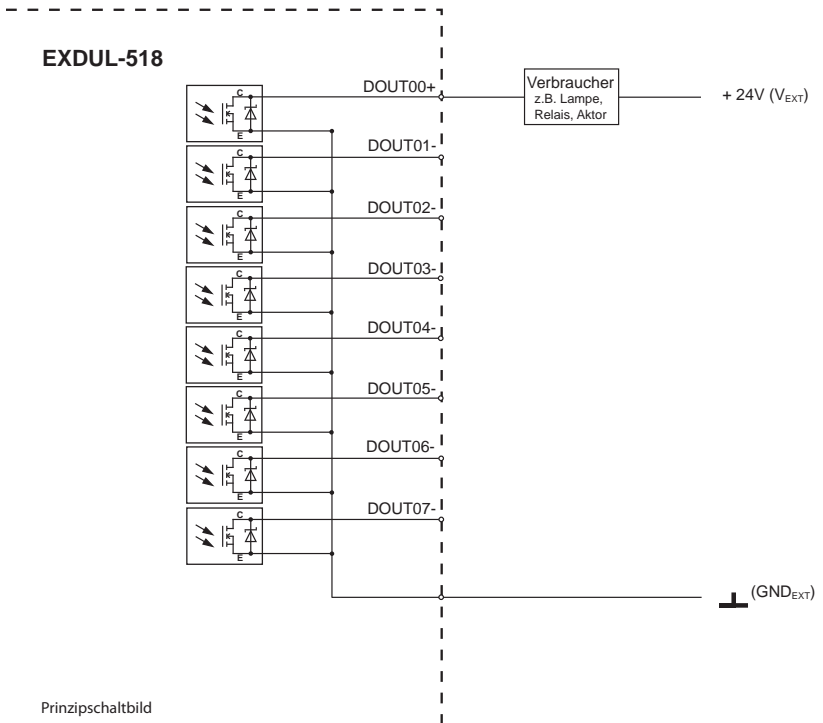 EXDUL-518
C
DOUT00+
E
Verbraucher
z.B. Lampe,
Relais, Aktor
+ 24V (VEXT)
C
DOUT01-
E
C
DOUT02-
E
C
DOUT03-
E
C
DOUT04-
E
C
DOUT05-
E
C
DOUT06-
E
C
DOUT07-
E
(GNDEXT)
Prinzipschaltbild